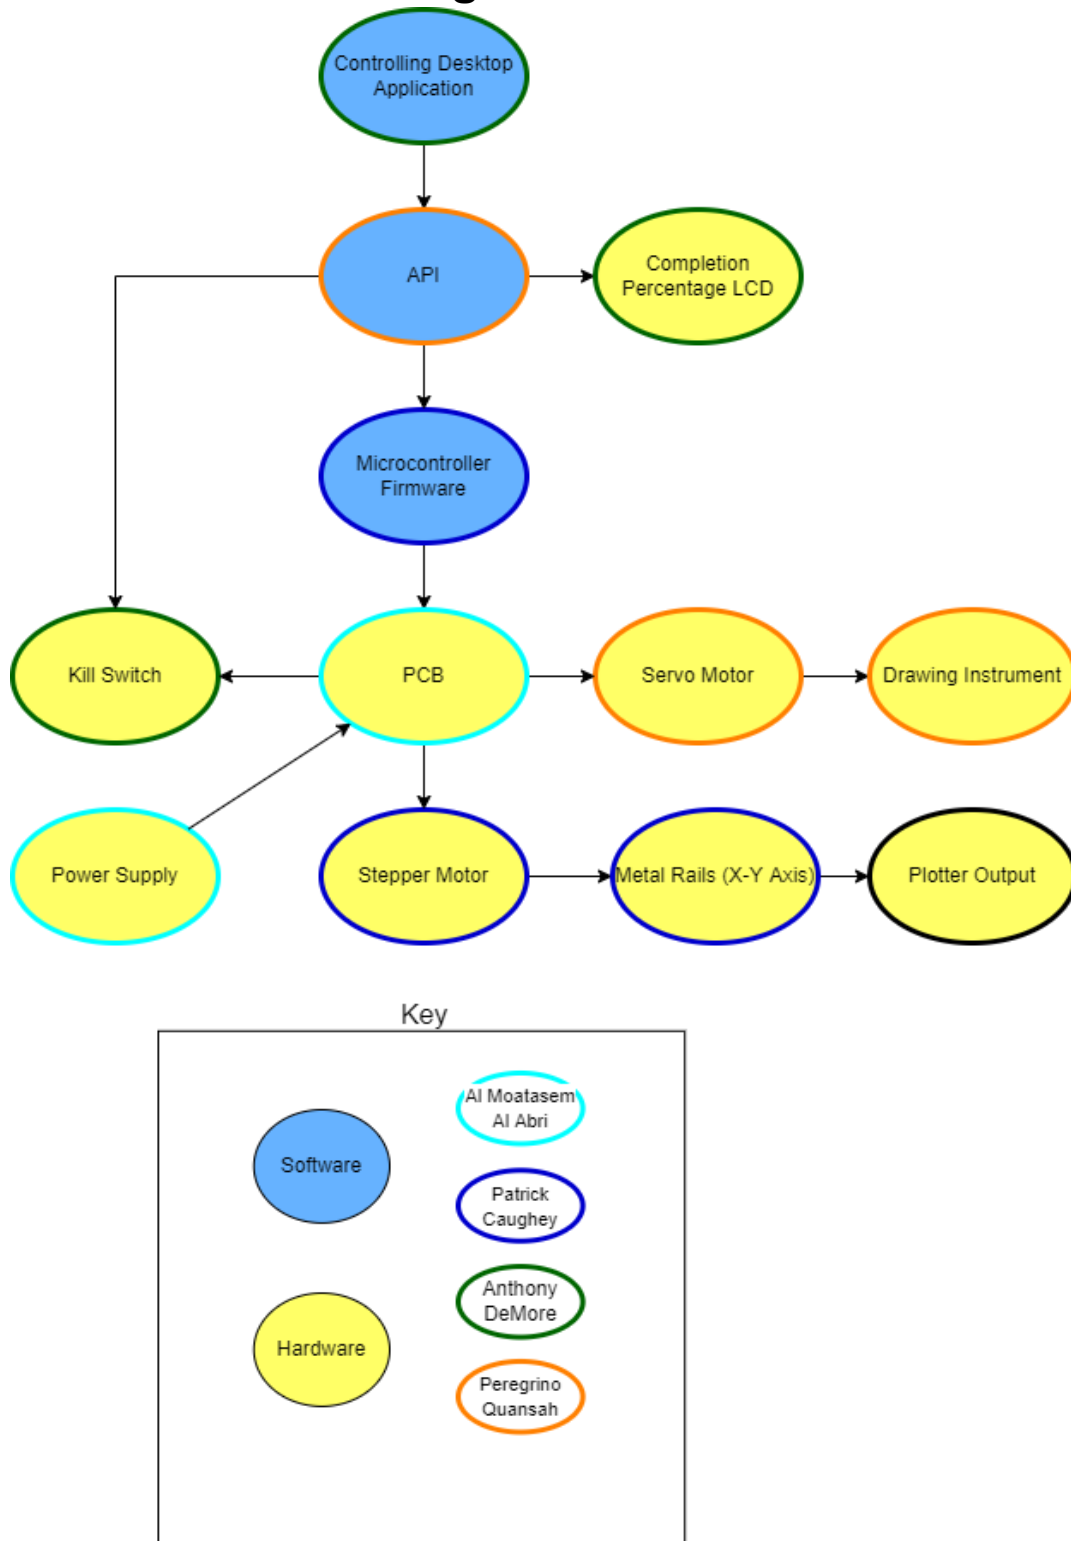 Controlling Desktop
Application
API
Completion
Percentage LCD
Microcontroller
Firmware
Kill Switch
PCB
Servo Motor
Drawing Instrument
Power Supply
Stepper Motor
Metal Rails (X-Y Axis)
Plotter Output
Key
Software
Hardware
Al Moatasem
Al Abri
Patrick
Caughey
Anthony
DeMore
Peregrino
Quansah